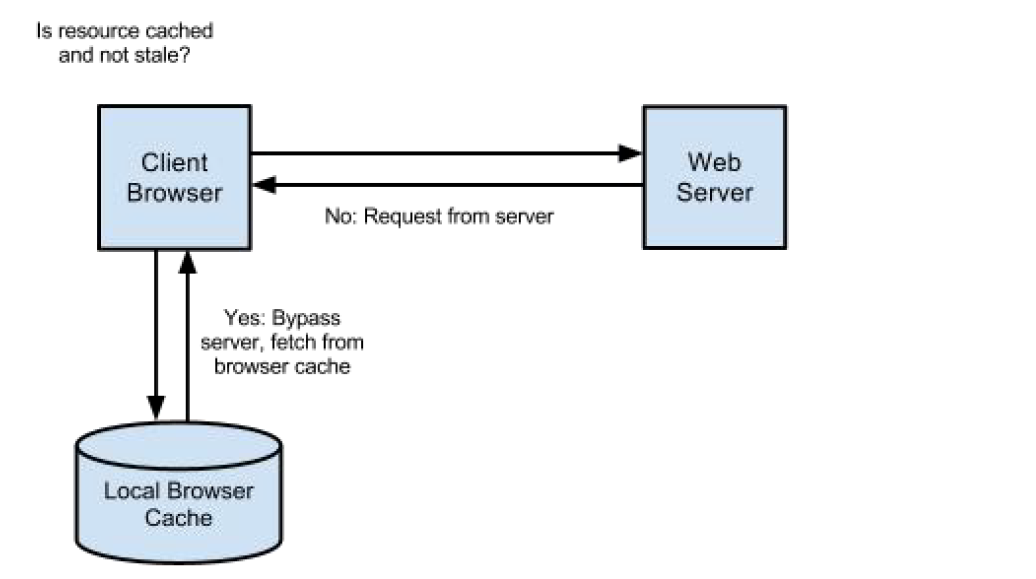 Is resource cached
and not stale?
Client
Browser
Web
Server
No: Request from server
Yes: Bypass
server, fetch from
browser cache
Local Browser
Cache